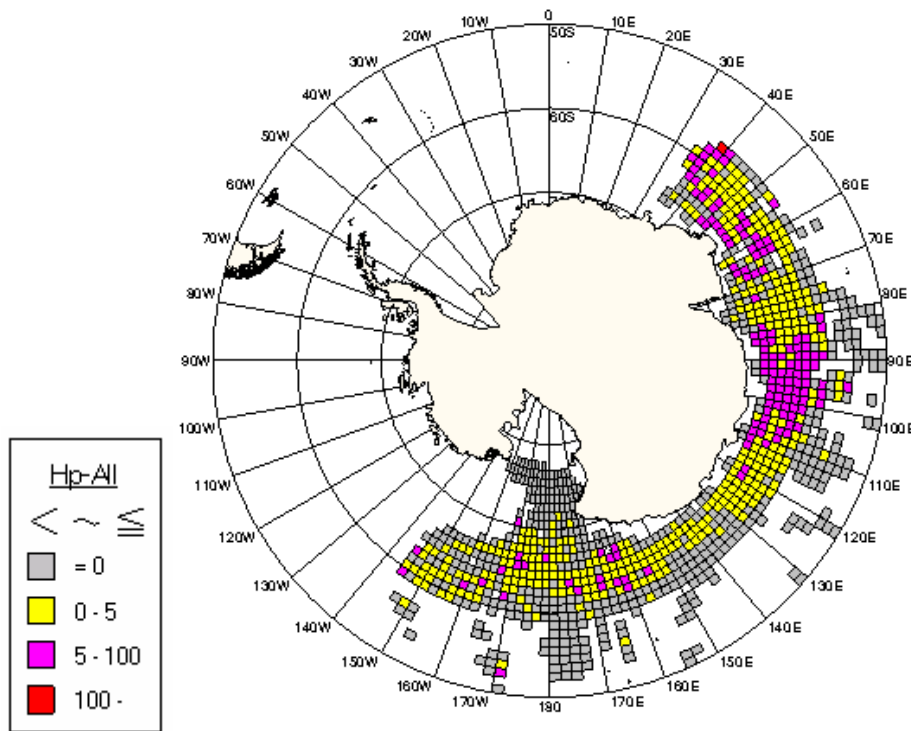 0
10W
10E
20W
20E
30W
30E
40W
40E
50W
50E
60W
60E
70W
70E
80W
80E
90W
90E
100W
100E
110W
110E
120W
120E
130W
130E
140W
140E
150W
150E
160W
160E
170W
170E
180
50S
60S
Hp-All
< ~ ≦
= 0
0 - 5
5 - 100
100 -